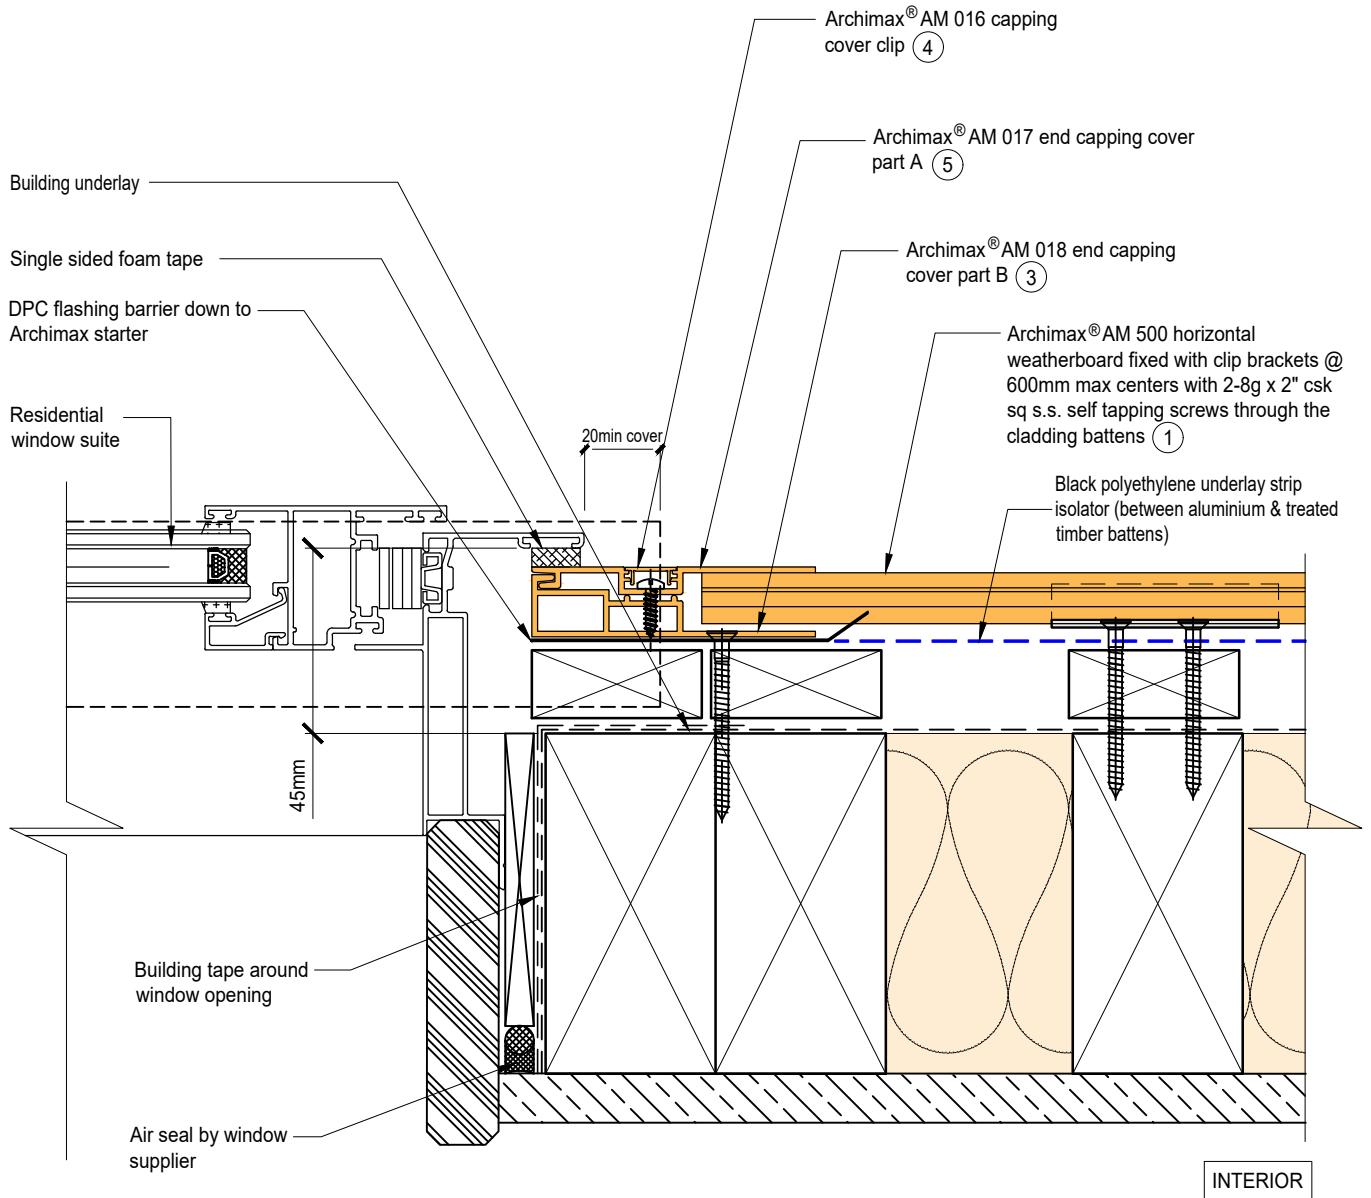 Archimax® AM 016 capping
cover clip 4
Archimax® AM 017 end capping cover
part A 5
Building underlay
Archimax® AM 018 end capping
cover part B 3
Single sided foam tape
DPC flashing barrier down to
Archimax starter
Archimax® AM 500 horizontal
weatherboard fixed with clip brackets @
600mm max centers with 2-8g x 2" csk
sq s.s. self tapping screws through the
cladding battens 1
Residential
window suite
20min cover
Black polyethylene underlay strip
isolator (between aluminium & treated
timber battens)
45mm
Building tape around
window opening
Air seal by window
supplier
INTERIOR